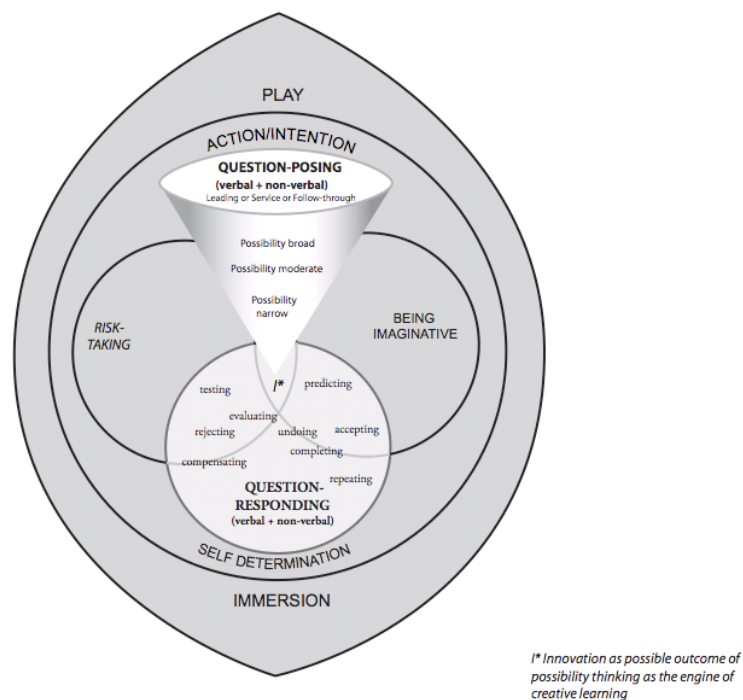 PLAY
ACTION/INTENTION
QUESTION-POSING
(verbal + non-verbal)
Leading or Service or Follow-through
Possibility broad
Possibility moderate
Possibility
narrow
RISK-
TAKING
BEING
IMAGINATIVE
I*
testing
predicting
evaluating
rejecting
undoing
accepting
completing
compensating
repeating
QUESTION-
RESPONDING
(verbal + non-verbal)
SELF DETERMINATION
IMMERSION
I* Innovation as possible outcome of
possibility thinking as the engine of
creative learning